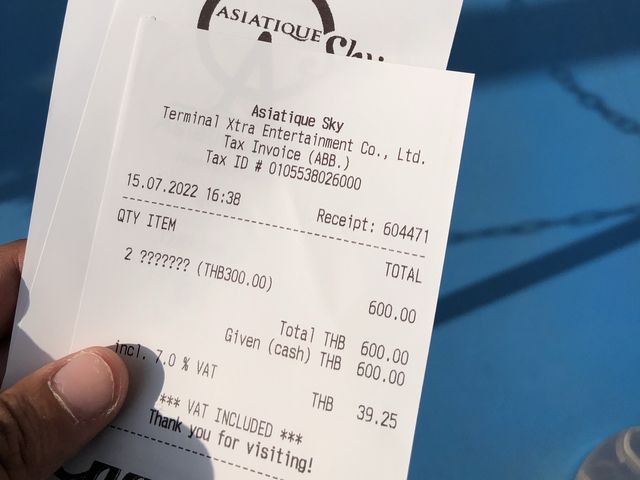 ASIATIQUE
Sky
Asiatique Sky
Terminal Xtra Entertainment Co., Ltd.
Tax Invoice (ABB.)
Tax ID # 0105538026000
15.07.2022 16:38
Receipt: 604471
QTY ITEM TOTAL
2 ??????? (THB300.00)
600.00
Total THB 600.00
Given (cash) THB 600.00
incl. 7.0 % VAT THB 39.25
*** VAT INCLUDED ***
Thank you for visiting!